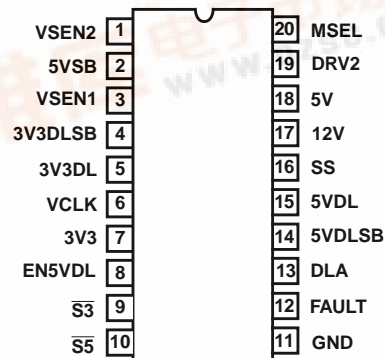 VSEN2 1 20 MSEL
5VSB 2 19 DRV2
VSEN1 3 18 5V
3V3DLSB 4 17 12V
3V3DL 5 16 SS
VCLK 6 15 5VDL
3V3 7 14 5VDLSB
EN5VDL 8 13 DLA
S3 9 12 FAULT
S5 10 11 GND